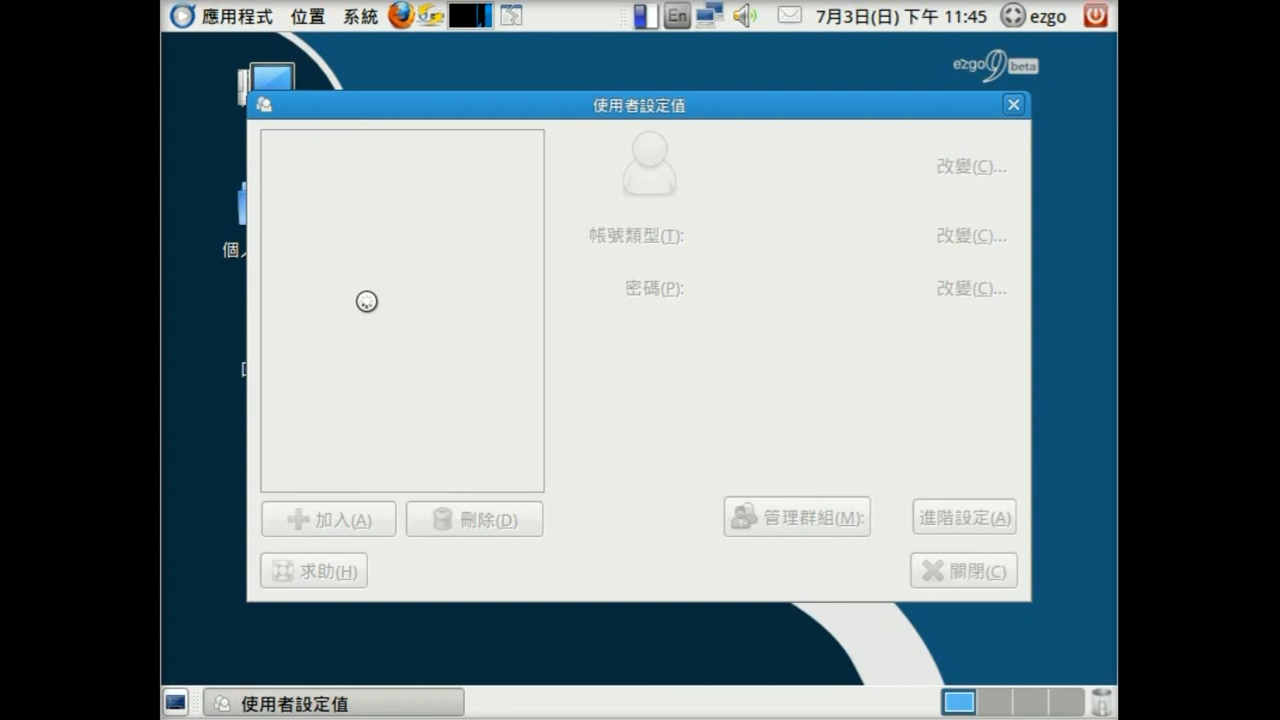 應用程式 位置 系統 En 7月3日(日) 下午 11:45 ezgo
ezgo9 beta
使用者設定值
改變(C)...
帳號類型(T): 改變(C)...
個人
密碼(P): 改變(C)...
加入(A) 刪除(D) 管理群組(M): 進階設定(A)
求助(H) 關閉(C)
使用者設定值